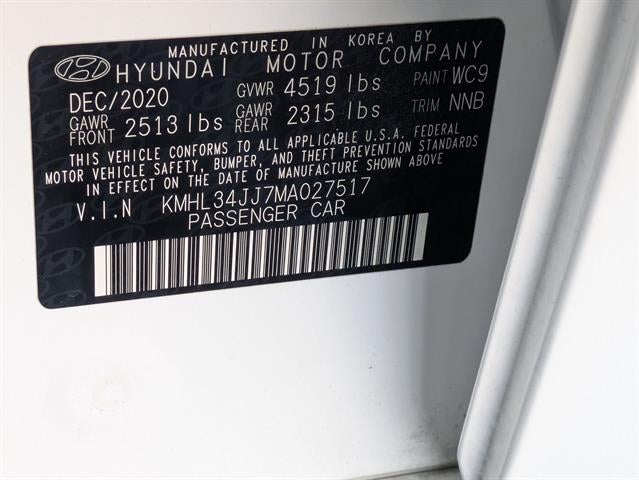 MANUFACTURED IN KOREA BY
HYUNDAI MOTOR COMPANY
DEC/2020 GVWR 4519 lbs PAINT WC9
GAWR FRONT 2513 lbs GAWR REAR 2315 lbs TRIM NNB
THIS VEHICLE CONFORMS TO ALL APPLICABLE U.S.A. FEDERAL
MOTOR VEHICLE SAFETY, BUMPER, AND THEFT PREVENTION STANDARDS
IN EFFECT ON THE DATE OF MANUFACTURE SHOWN ABOVE
V.I.N KMHL34JJ7MA027517
PASSENGER CAR